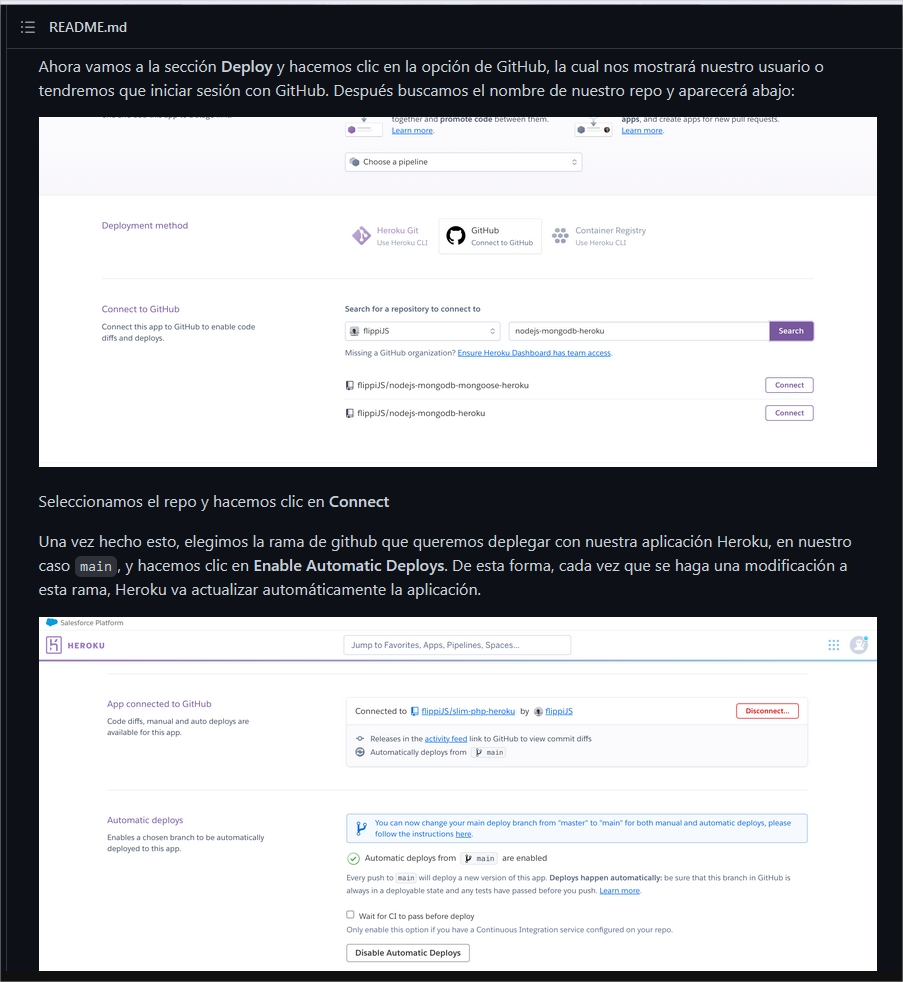 README.md
Ahora vamos a la sección Deploy y hacemos clic en la opción de GitHub, la cual nos mostrará nuestro usuario o
tendremos que iniciar sesión con GitHub. Después buscamos el nombre de nuestro repo y aparecerá abajo:
together and promote code between them.
Learn more.
apps, and create apps for new pull requests.
Learn more.
Choose a pipeline
Deployment method
Heroku Git
Use Heroku CLI
GitHub
Connect to GitHub
Container Registry
Use Heroku CLI
Connect to GitHub
Connect this app to GitHub to enable code
diffs and deploys.
Search for a repository to connect to
flippiJS
nodejs-mongodb-heroku
Search
Missing a GitHub organization? Ensure Heroku Dashboard has team access.
flippiJS/nodejs-mongodb-mongoose-heroku
Connect
flippiJS/nodejs-mongodb-heroku
Connect
Seleccionamos el repo y hacemos clic en Connect
Una vez hecho esto, elegimos la rama de github que queremos deplegar con nuestra aplicación Heroku, en nuestro
caso main, y hacemos clic en Enable Automatic Deploys. De esta forma, cada vez que se haga una modificación a
esta rama, Heroku va actualizar automáticamente la aplicación.
Salesforce Platform
HEROKU
Jump to Favorites, Apps, Pipelines, Spaces...
App connected to GitHub
Code diffs, manual and auto deploys are
available for this app.
Connected to flippiJS/slim-php-heroku by flippiJS
Disconnect...
Releases in the activity feed link to GitHub to view commit diffs
Automatically deploys from main
Automatic deploys
Enables a chosen branch to be automatically
deployed to this app.
You can now change your main deploy branch from "master" to "main" for both manual and automatic deploys, please
follow the instructions here.
Automatic deploys from main are enabled
Every push to main will deploy a new version of this app. Deploys happen automatically: be sure that this branch in GitHub is
always in a deployable state and any tests have passed before you push. Learn more.
Wait for CI to pass before deploy
Only enable this option if you have a Continuous Integration service configured on your repo.
Disable Automatic Deploys